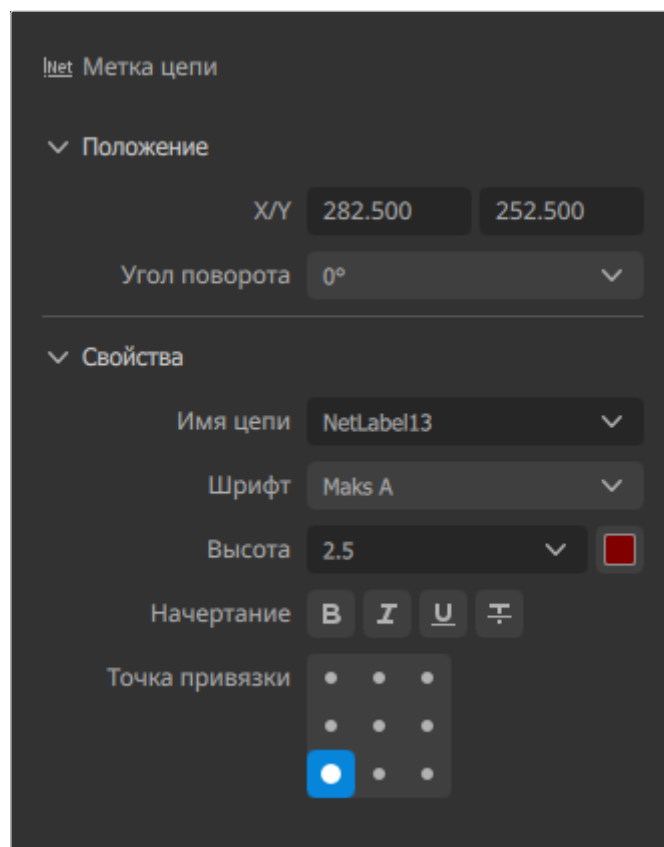 Net Метка цепи
Положение
X/Y 282.500 252.500
Угол поворота 0°
Свойства
Имя цепи NetLabel13
Шрифт Maks A
Высота 2.5
Начертание B I U T
Точка привязки